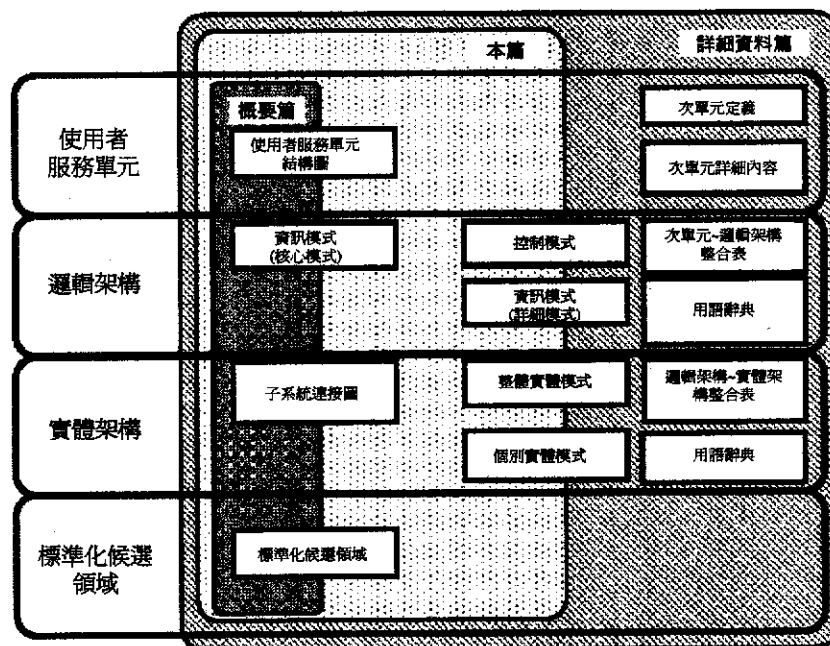 本篇
詳細資料篇
概要篇
使用者
服務單元
使用者服務單元
結構圖
次單元定義
次單元詳細內容
邏輯架構
資訊模式
(核心模式)
控制模式
資訊模式
(詳細模式)
次單元~邏輯架構
整合表
用語辭典
實體架構
子系統連接圖
整體實體模式
個別實體模式
邏輯架構~實體架
構整合表
用語辭典
標準化候選
領域
標準化候選領域